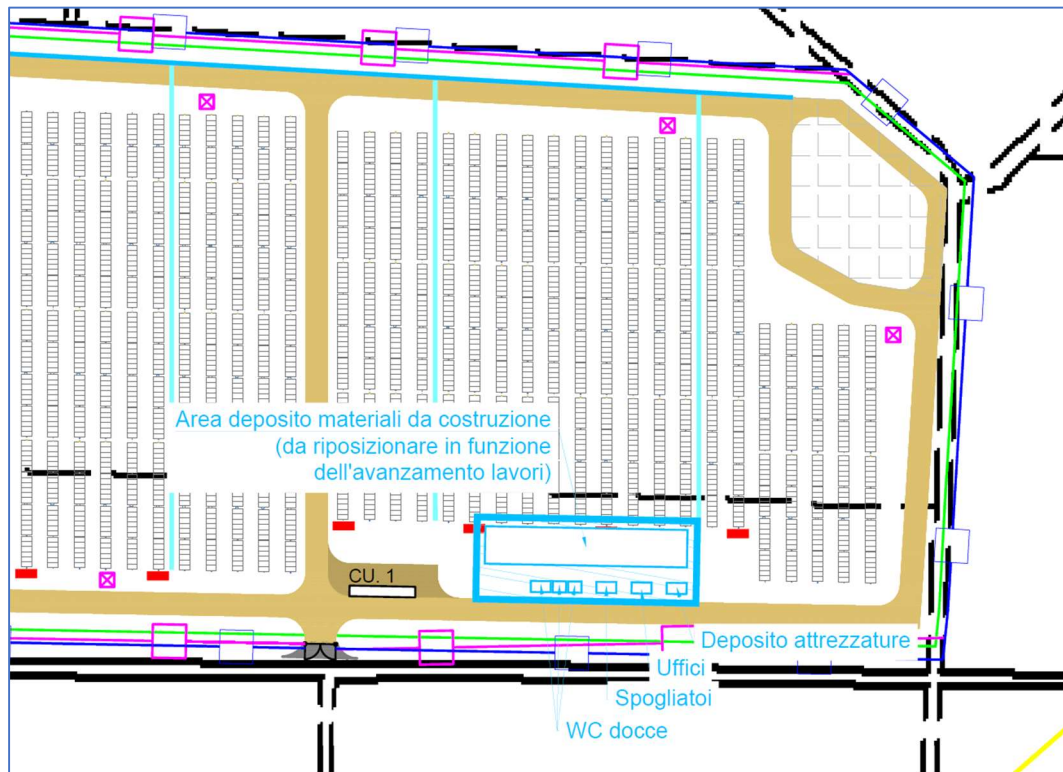 Area deposito materiali da costruzione
(da riposizionare in funzione
dell'avanzamento lavori)
CU. 1
Deposito attrezzature
Uffici
Spogliatoi
WC docce